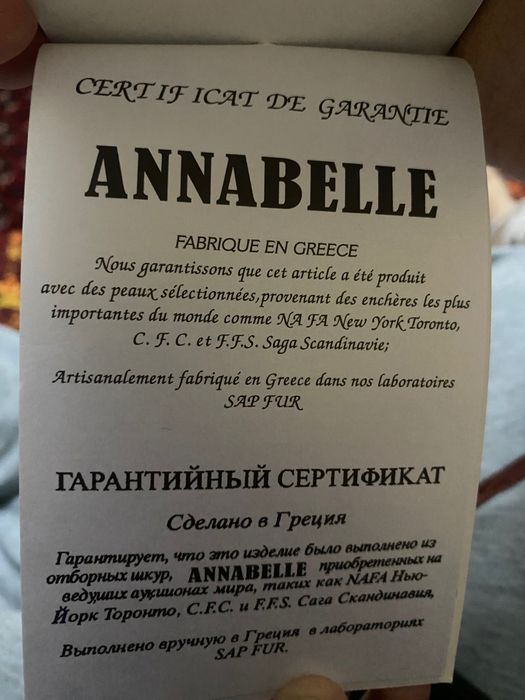 CERTIFICAT DE GARANTIE
ANNABELLE
FABRIQUE EN GREECE
Nous garantissons que cet article a été produit
avec des peaux sélectionnées,provenant des enchères les plus
importantes du monde comme NA FA New York Toronto,
C. F. C. et F.F.S. Saga Scandinavie;
Artisanalement fabriqué en Greece dans nos laboratoires
SAP FUR
ГАРАНТИЙНЫЙ СЕРТИФИКАТ
Сделано в Греция
Гарантирует, что это изделие было выполнено из
отборных шкур, ANNABELLE приобретенных на
ведущих аукционах мира, таких как NAFA Нью-
Йорк Торонто, C.F.C. и F.F.S. Сага Скандинавия,
Выполнено вручную в Греция в лабораториях
SAP FUR.